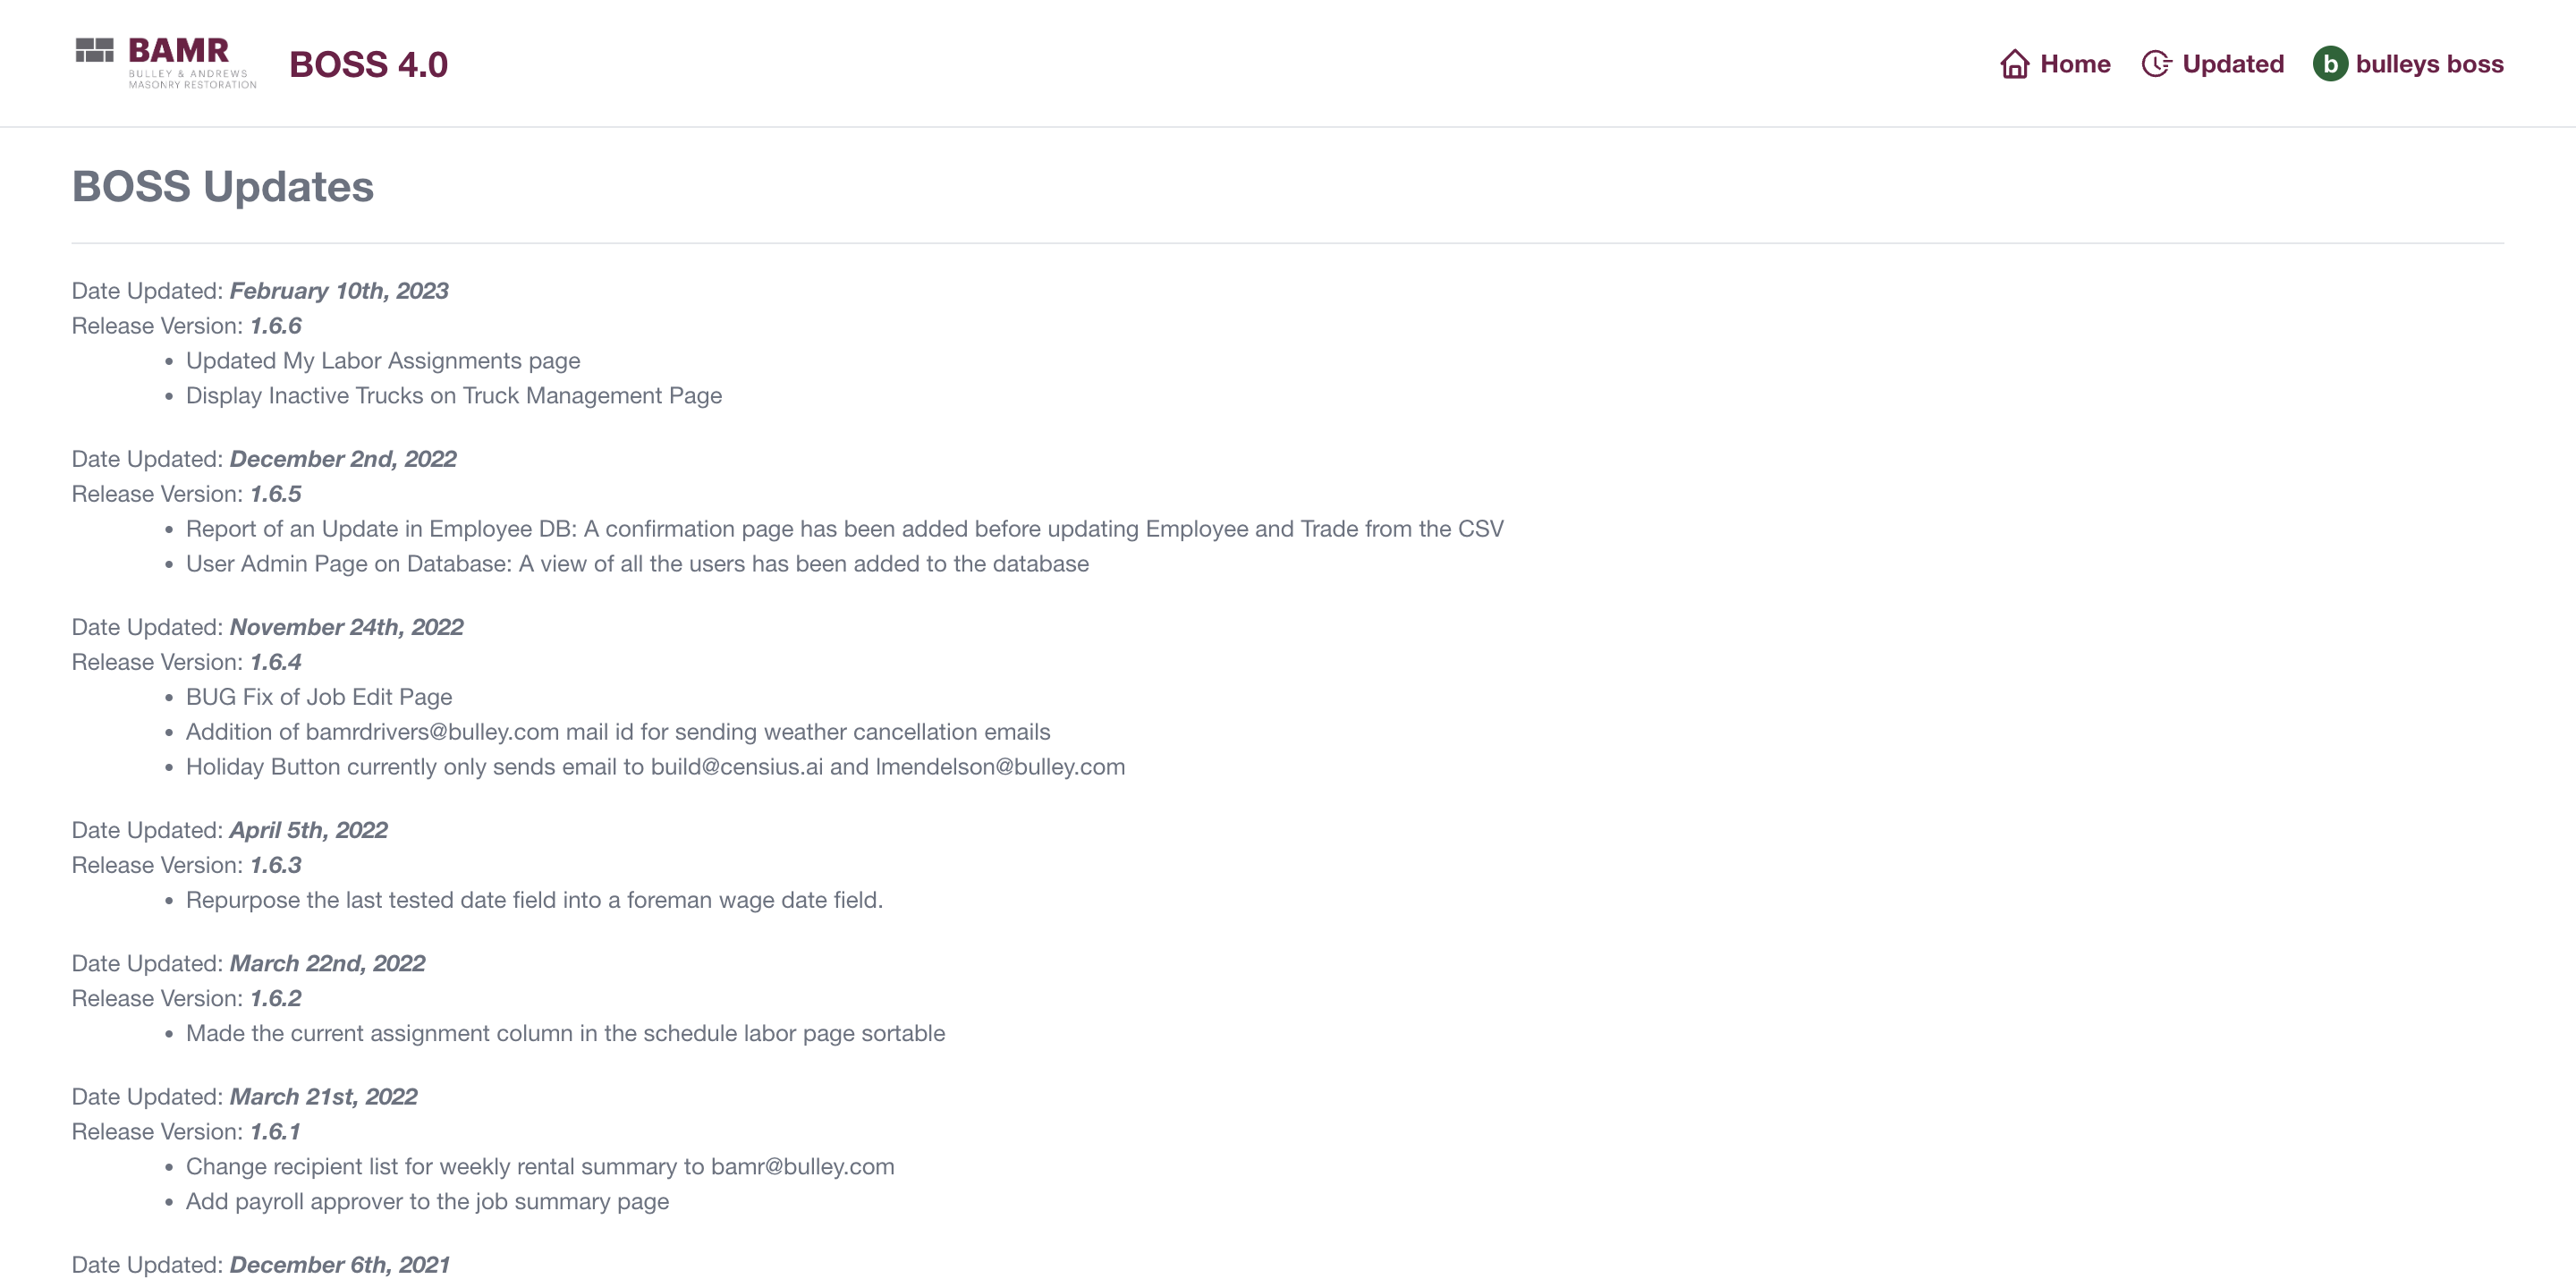 BAMR
BULLEY & ANDREWS
MASONRY RESTORATION
BOSS 4.0
Home
Updated
b
bulleys boss
BOSS Updates
Date Updated: February 10th, 2023
Release Version: 1.6.6
• Updated My Labor Assignments page
• Display Inactive Trucks on Truck Management Page
Date Updated: December 2nd, 2022
Release Version: 1.6.5
• Report of an Update in Employee DB: A confirmation page has been added before updating Employee and Trade from the CSV
• User Admin Page on Database: A view of all the users has been added to the database
Date Updated: November 24th, 2022
Release Version: 1.6.4
• BUG Fix of Job Edit Page
• Addition of bamrdrivers@bulley.com mail id for sending weather cancellation emails
• Holiday Button currently only sends email to build@censius.ai and lmendelson@bulley.com
Date Updated: April 5th, 2022
Release Version: 1.6.3
• Repurpose the last tested date field into a foreman wage date field.
Date Updated: March 22nd, 2022
Release Version: 1.6.2
• Made the current assignment column in the schedule labor page sortable
Date Updated: March 21st, 2022
Release Version: 1.6.1
• Change recipient list for weekly rental summary to bamr@bulley.com
• Add payroll approver to the job summary page
Date Updated: December 6th, 2021